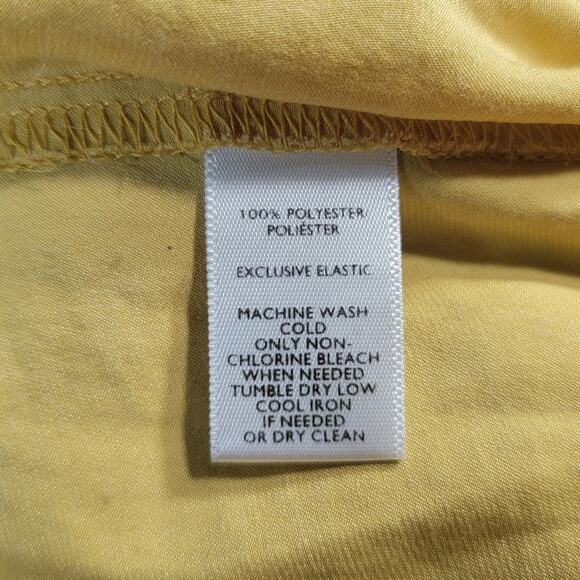 100% POLYESTER/
POLIÉSTER
EXCLUSIVE ELASTIC
MACHINE WASH
COLD
ONLY NON-
CHLORINE BLEACH
WHEN NEEDED
TUMBLE DRY LOW
COOL IRON
IF NEEDED
OR DRY CLEAN